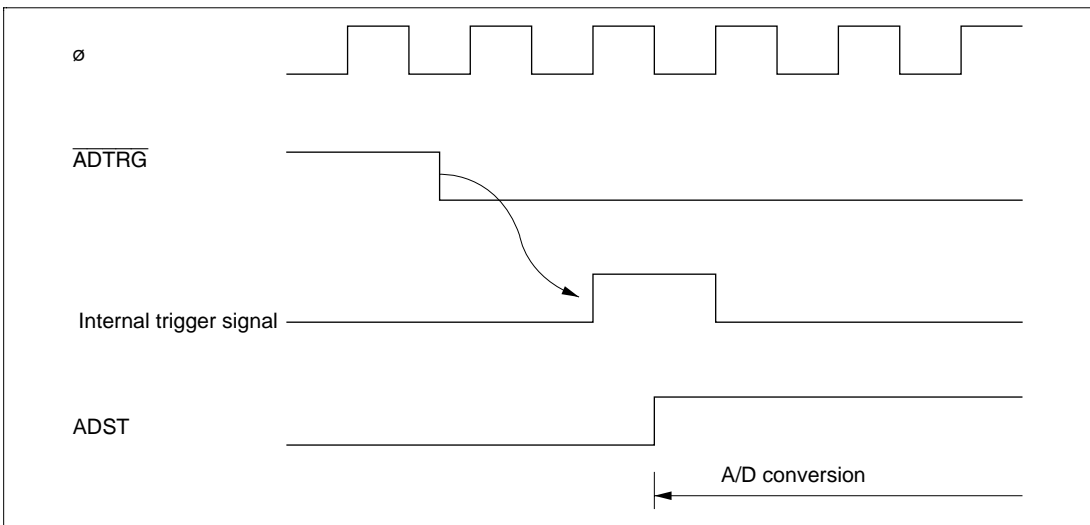 ø
ADTRG
Internal trigger signal
ADST
A/D conversion